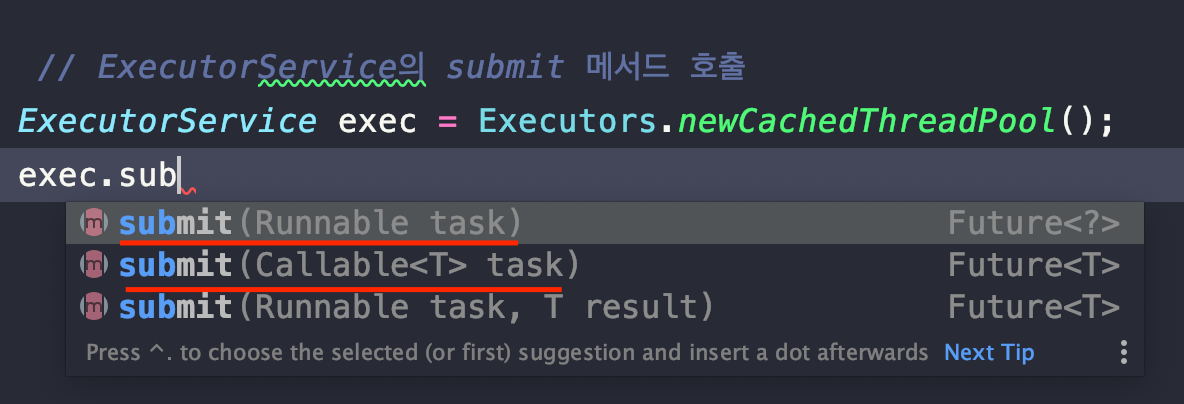 // ExecutorService의 submit 메서드 호출
ExecutorService exec = Executors.newCachedThreadPool();
exec.sub
submit(Runnable task) Future<?>
submit(Callable<T> task) Future<T>
submit(Runnable task, T result) Future<T>
Press ^. to choose the selected (or first) suggestion and insert a dot afterwards Next Tip